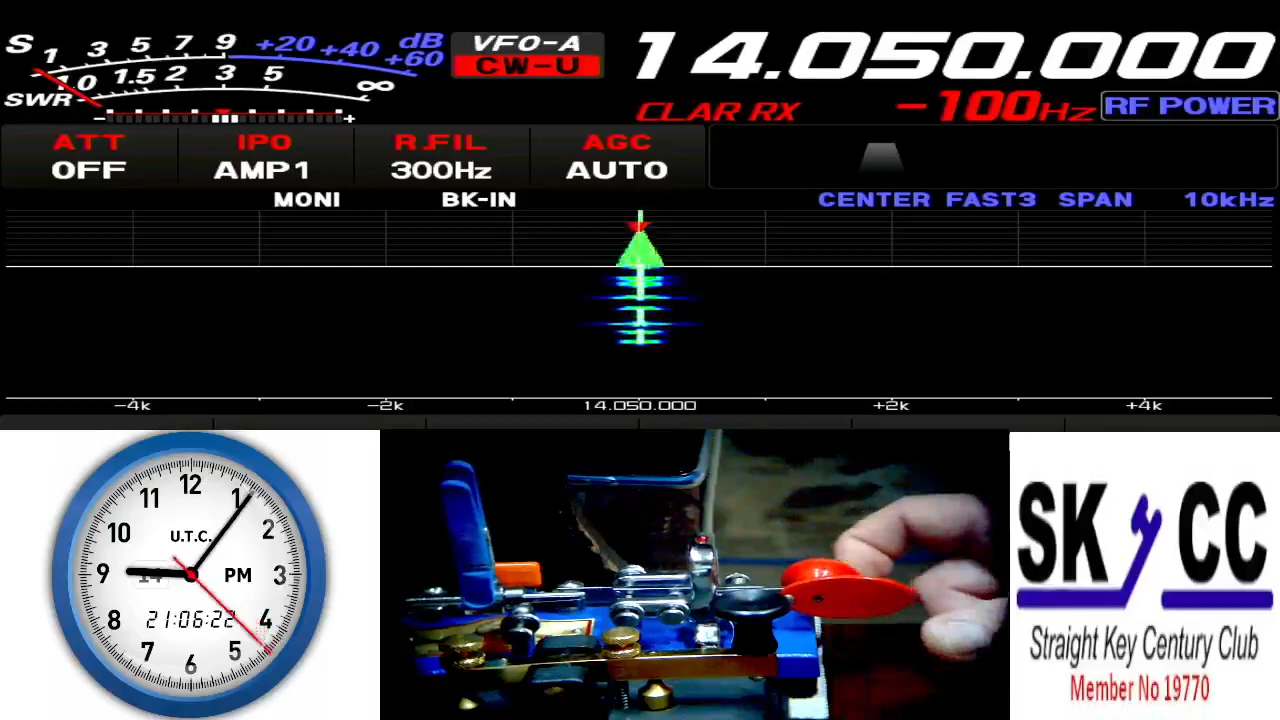 S 1 3 5 7 9 +20 +40 +60 dB
1.0 1.5 2 3 5 ∞
SWR
− +
VFO-A
CW-U
14.050.000
CLAR RX −100Hz RF POWER
ATT IPO R.FIL AGC
OFF AMP1 300Hz AUTO
MONI BK-IN CENTER FAST3 SPAN 10kHz
−4k −2k 14.050.000 +2k +4k
12
11 1
10 2
U.T.C.
9 PM 3
21:06:22
8 4
7 5
6
SK CC
Straight Key Century Club
Member No 19770